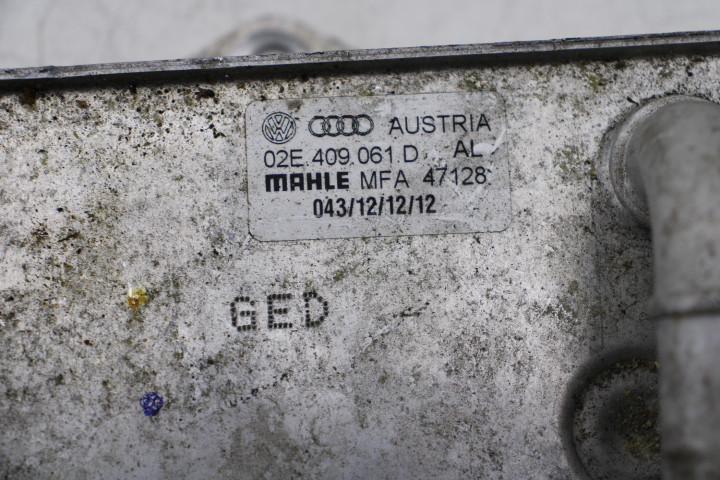 AUSTRIA
02E.409.061.D AL
MAHLE MFA 47128
043/12/12/12
GED